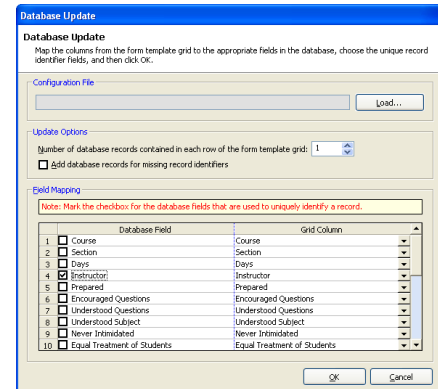 Database Update
Database Update
Map the columns from the form template grid to the appropriate fields in the database, choose the unique record
identifier fields, and then click OK.
Configuration File
Load...
Update Options
Number of database records contained in each row of the form template grid: 1
Add database records for missing record identifiers
Field Mapping
Note: Mark the checkbox for the database fields that are used to uniquely identify a record.
Database Field Grid Column
1 Course Course
2 Section Section
3 Days Days
4 Instructor Instructor
5 Prepared Prepared
6 Encouraged Questions Encouraged Questions
7 Understood Questions Understood Questions
8 Understood Subject Understood Subject
9 Never Intimidated Never Intimidated
10 Equal Treatment of Students Equal Treatment of Students
OK Cancel